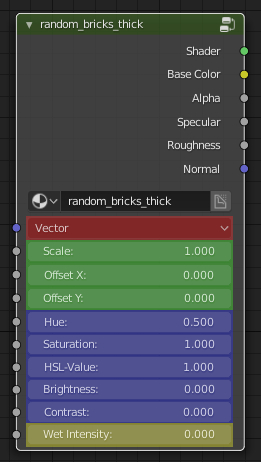 random_bricks_thick
Shader
Base Color
Alpha
Specular
Roughness
Normal
random_bricks_thick
Vector
Scale: 1.000
Offset X: 0.000
Offset Y: 0.000
Hue: 0.500
Saturation: 1.000
HSL-Value: 1.000
Brightness: 0.000
Contrast: 0.000
Wet Intensity: 0.000